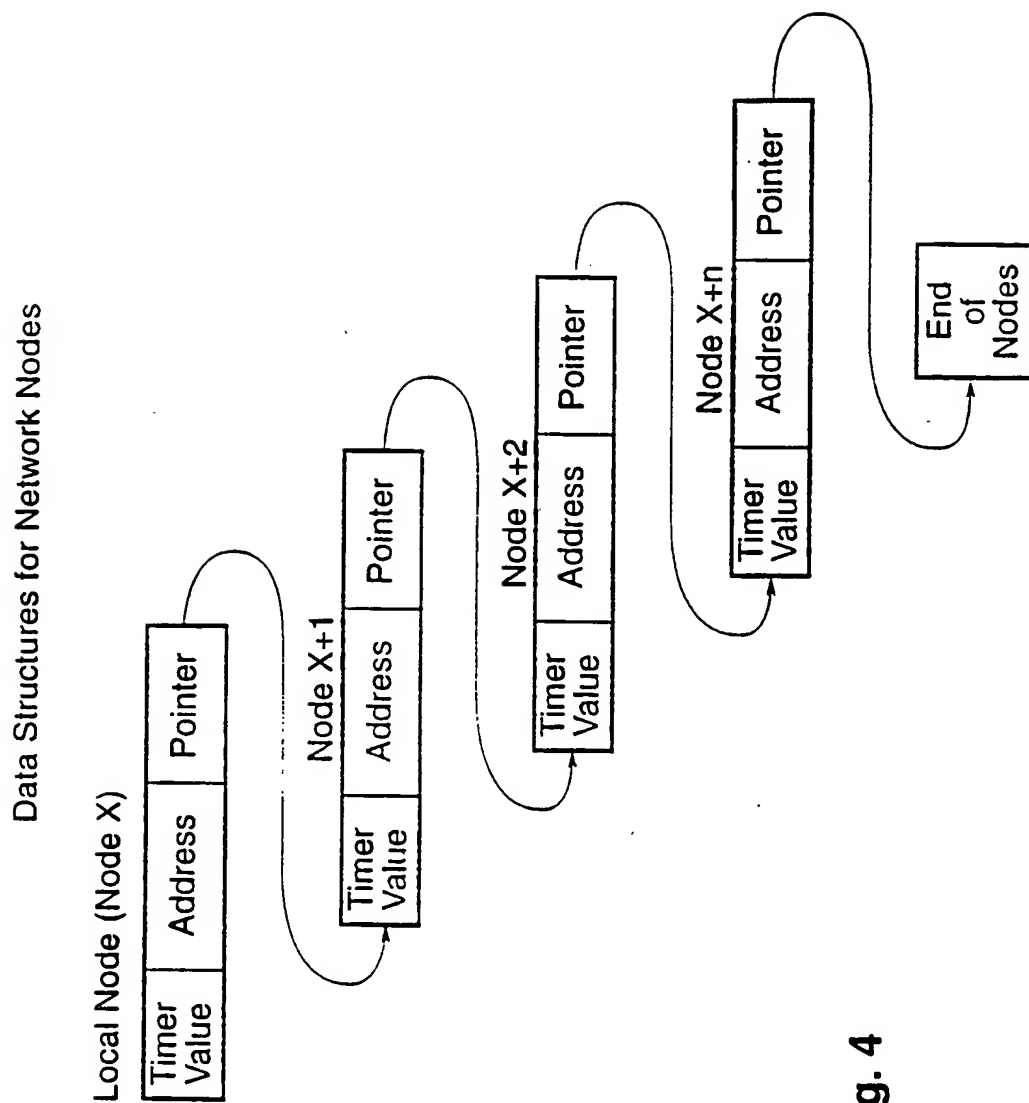 Data Structures for Network Nodes
Local Node (Node X)
Timer
Value
Address
Pointer
Node X+1
Timer
Value
Address
Pointer
Node X+2
Timer
Value
Address
Pointer
Node X+n
Timer
Value
Address
Pointer
End
of
Nodes
g. 4